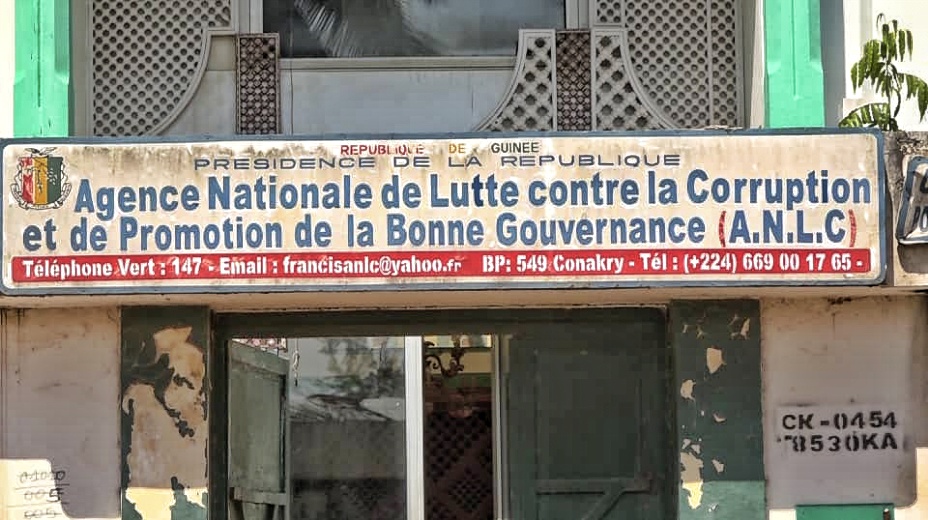 REPUBLIQUE DE GUINEE
PRESIDENCE DE LA REPUBLIQUE
Agence Nationale de Lutte contre la Corruption
et de Promotion de la Bonne Gouvernance (A.N.L.C)
Téléphone Vert : 147 - Email : francisanlc@yahoo.fr BP: 549 Conakry - Tél : (+224) 669 00 17 65 -
CK-0454
8530KA
005